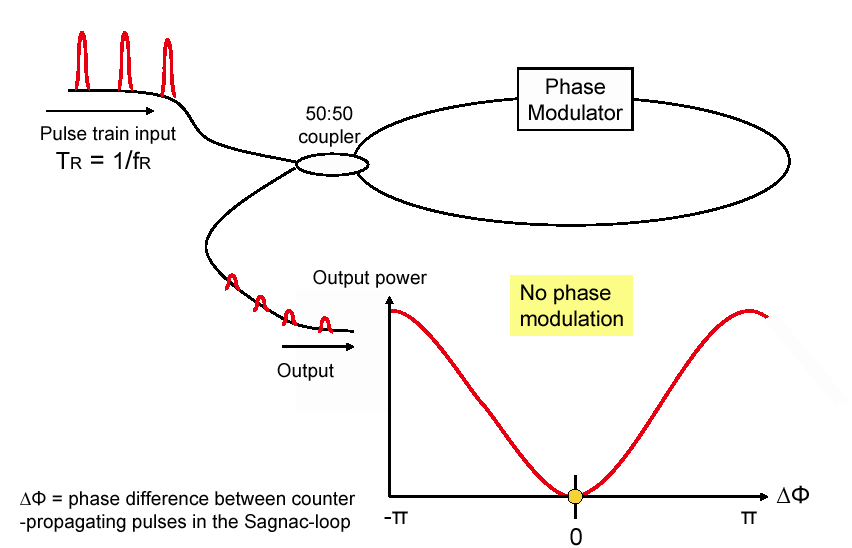 Pulse train input
TR = 1/fR
50:50
coupler
Phase
Modulator
Output power
No phase
modulation
Output
ΔΦ = phase difference between counter
-propagating pulses in the Sagnac-loop
-π
0
π
ΔΦ